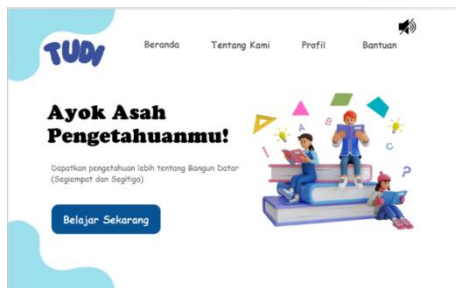 TUDI
Beranda Tentang Kami Profil Bantuan
Ayok Asah
Pengetahuanmu!
Dapatkan pengetahuan lebih tentang Bangun Datar
(Segiempat dan Segitiga)
Belajar Sekarang
A
B
C
?